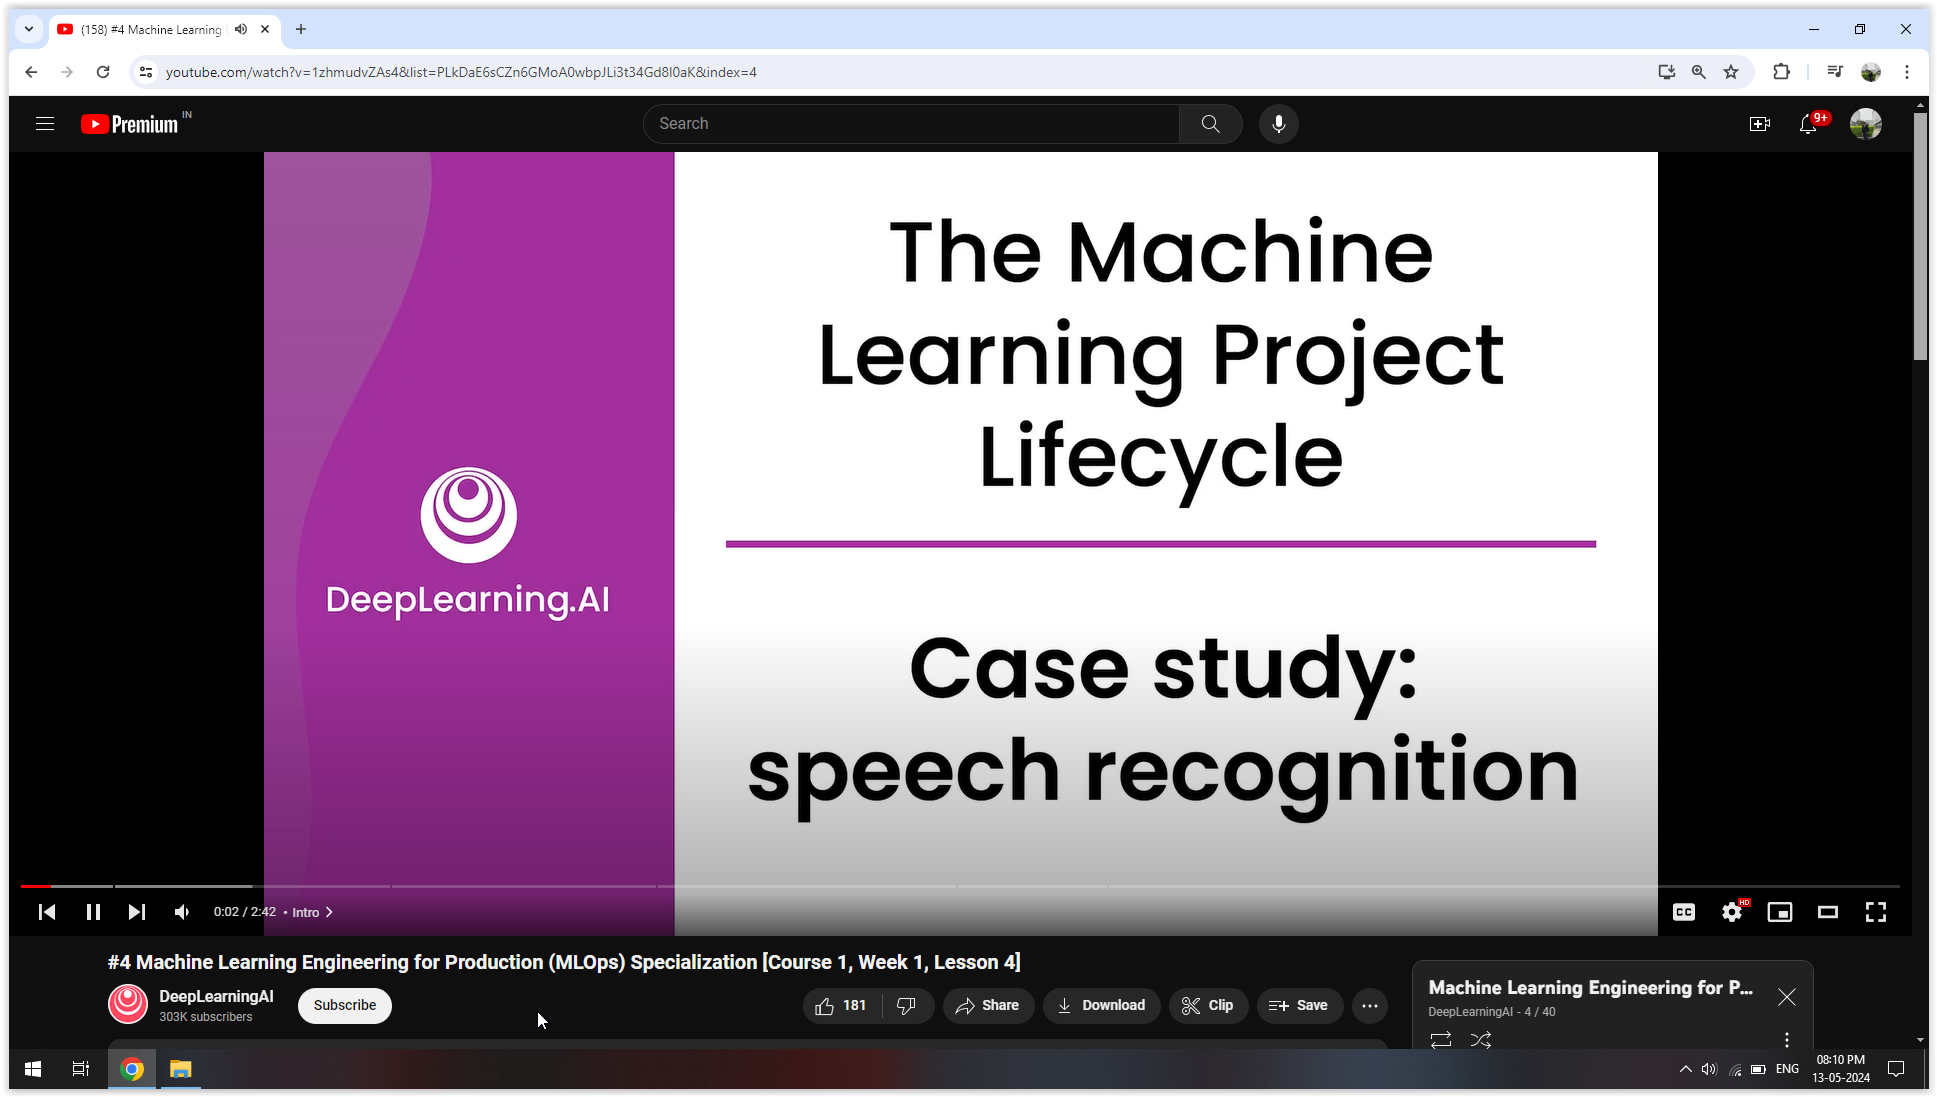 (158) #4 Machine Learning
youtube.com/watch?v=1zhmudvZAs4&list=PLkDaE6sCZn6GMoA0wbpJLi3t34Gd8l0aK&index=4
Premium IN
Search
9+
The Machine
Learning Project
Lifecycle
DeepLearning.AI
Case study:
speech recognition
0:02 / 2:42 • Intro
CC
HD
#4 Machine Learning Engineering for Production (MLOps) Specialization [Course 1, Week 1, Lesson 4]
DeepLearningAI
303K subscribers
Subscribe
181
Share
Download
Clip
Save
Machine Learning Engineering for P...
DeepLearningAI - 4 / 40
ENG
08:10 PM
13-05-2024